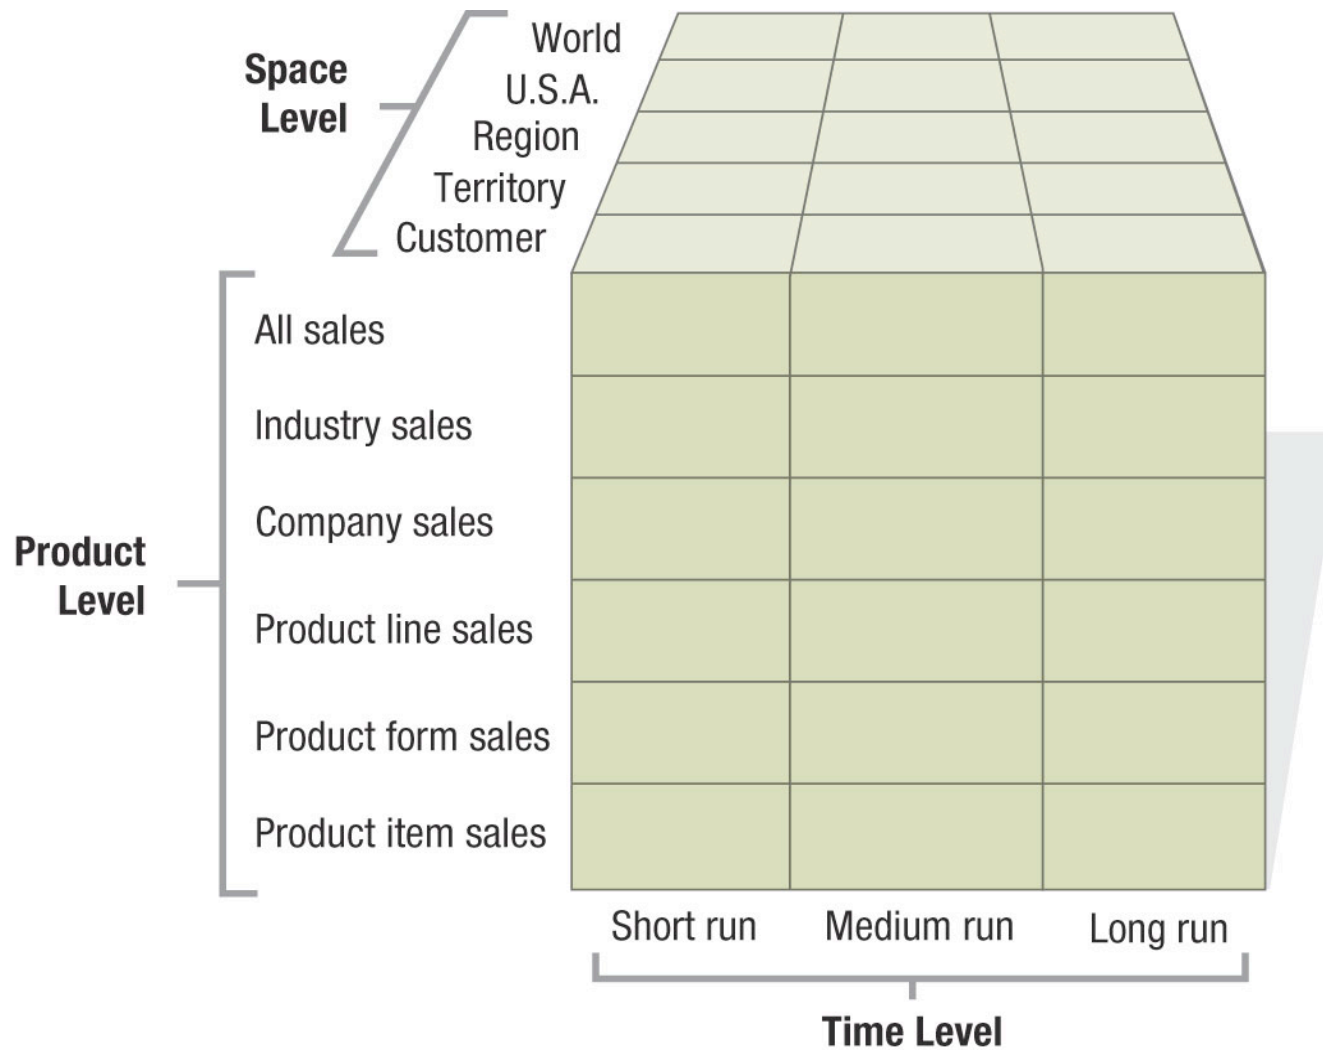 Space
Level
World
U.S.A.
Region
Territory
Customer
Product
Level
All sales
Industry sales
Company sales
Product line sales
Product form sales
Product item sales
Short run
Medium run
Long run
Time Level